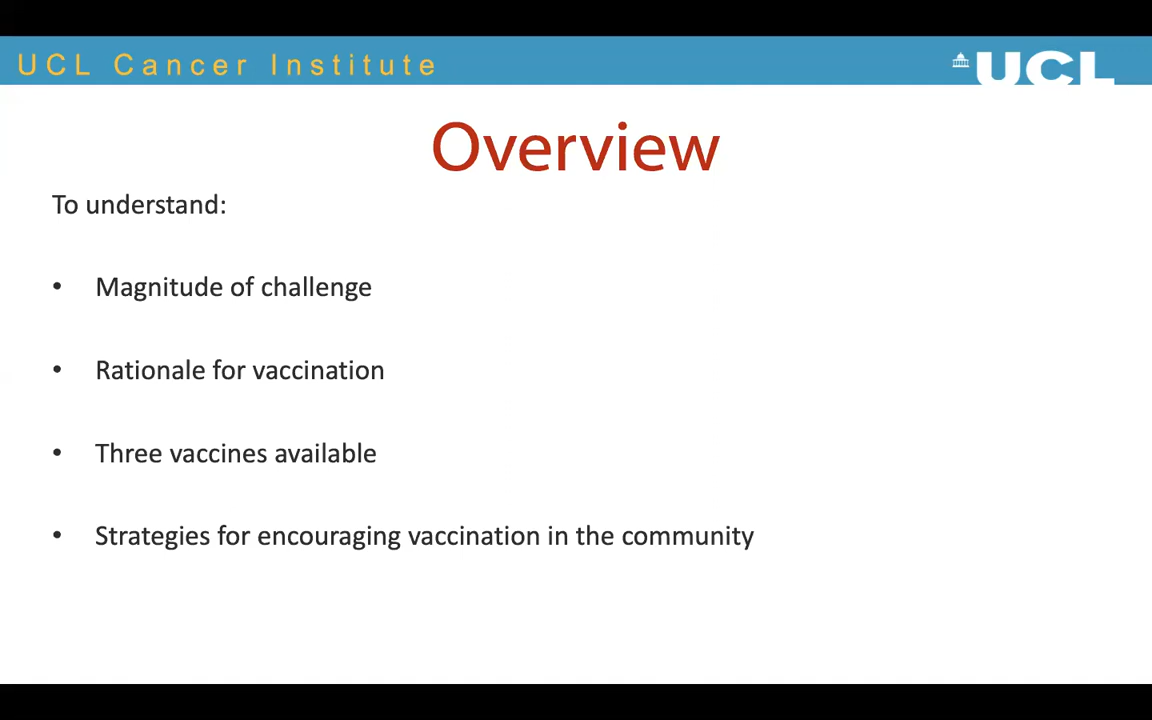 UCL Cancer Institute
UCL
Overview
To understand:
• Magnitude of challenge
• Rationale for vaccination
• Three vaccines available
• Strategies for encouraging vaccination in the community